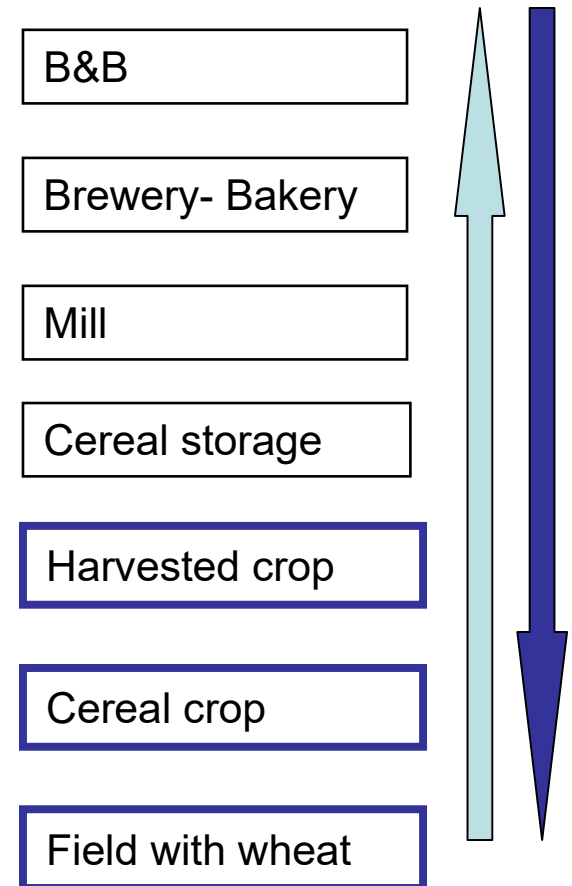 B&B
Brewery- Bakery
Mill
Cereal storage
Harvested crop
Cereal crop
Field with wheat